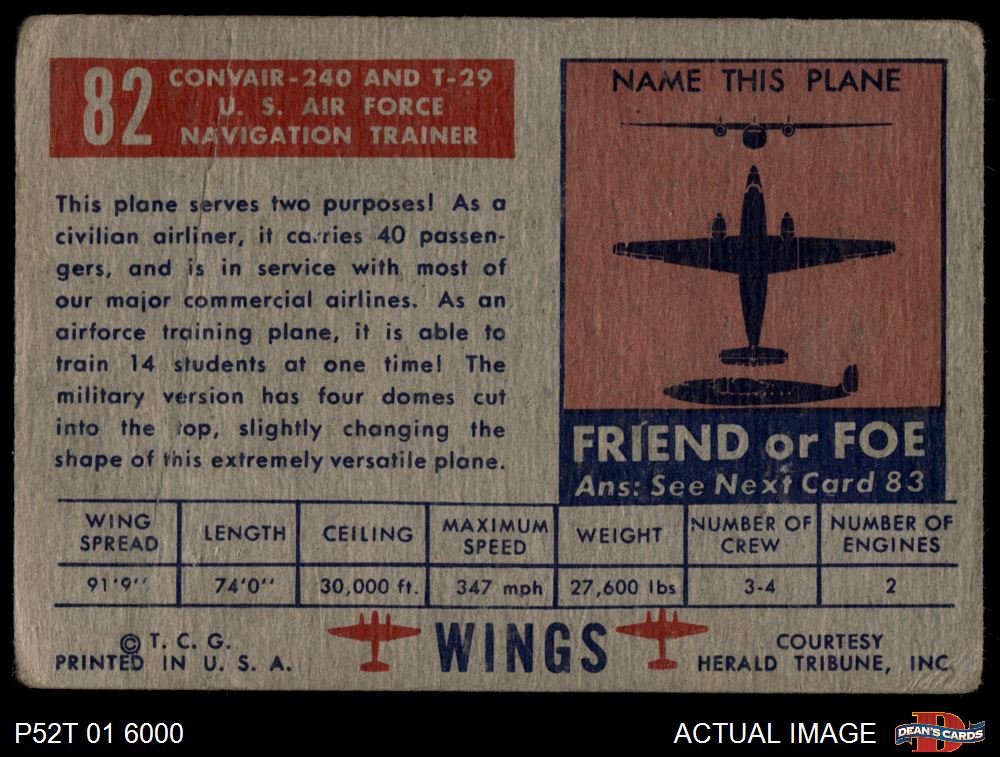 82
CONVAIR-240 AND T-29
U. S. AIR FORCE
NAVIGATION TRAINER
This plane serves two purposes! As a
civilian airliner, it carries 40 passen-
gers, and is in service with most of
our major commercial airlines. As an
airforce training plane, it is able to
train 14 students at one time! The
military version has four domes cut
into the top, slightly changing the
shape of this extremely versatile plane.
NAME THIS PLANE
FRIEND or FOE
Ans: See Next Card 83
WING SPREAD
LENGTH
CEILING
MAXIMUM SPEED
WEIGHT
NUMBER OF CREW
NUMBER OF ENGINES
91'9''
74'0''
30,000 ft.
347 mph
27,600 lbs
3-4
2
© T. C. G.
PRINTED IN U. S. A.
WINGS
COURTESY
HERALD TRIBUNE, INC.
P52T 01 6000
ACTUAL IMAGE
D
DEAN'S CARDS